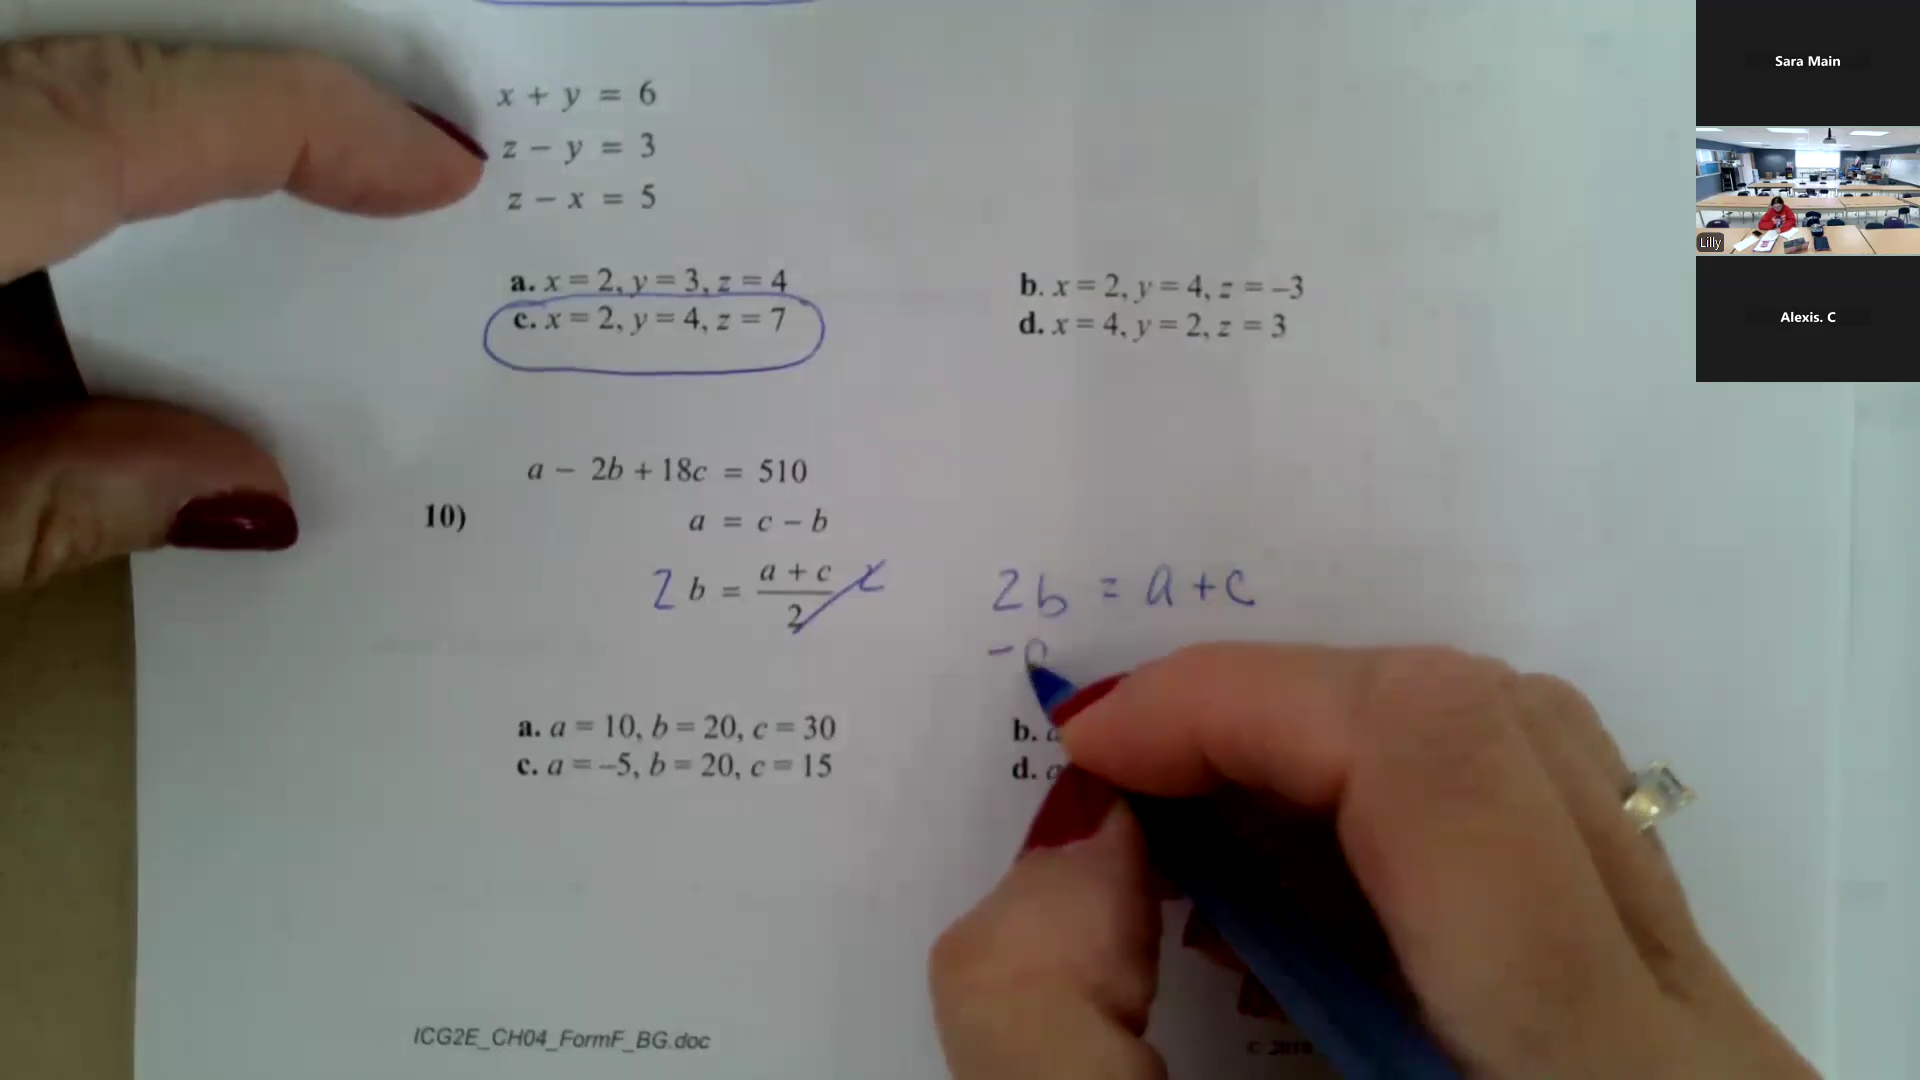 Sara Main
Lilly
Alexis. C
x + y = 6
z − y = 3
z − x = 5
a. x = 2, y = 3, z = 4
b. x = 2, y = 4, z = −3
c. x = 2, y = 4, z = 7
d. x = 4, y = 2, z = 3
a − 2b + 18c = 510
10)
a = c − b
2 b = a + c / 2 2
2b = a + c
− a
a. a = 10, b = 20, c = 30
b. a
c. a = −5, b = 20, c = 15
d. a
ICG2E_CH04_FormF_BG.doc